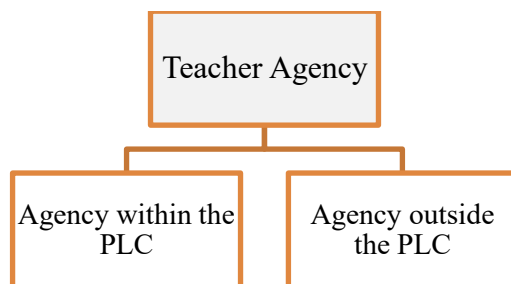 Teacher Agency
Agency within the
PLC
Agency outside
the PLC